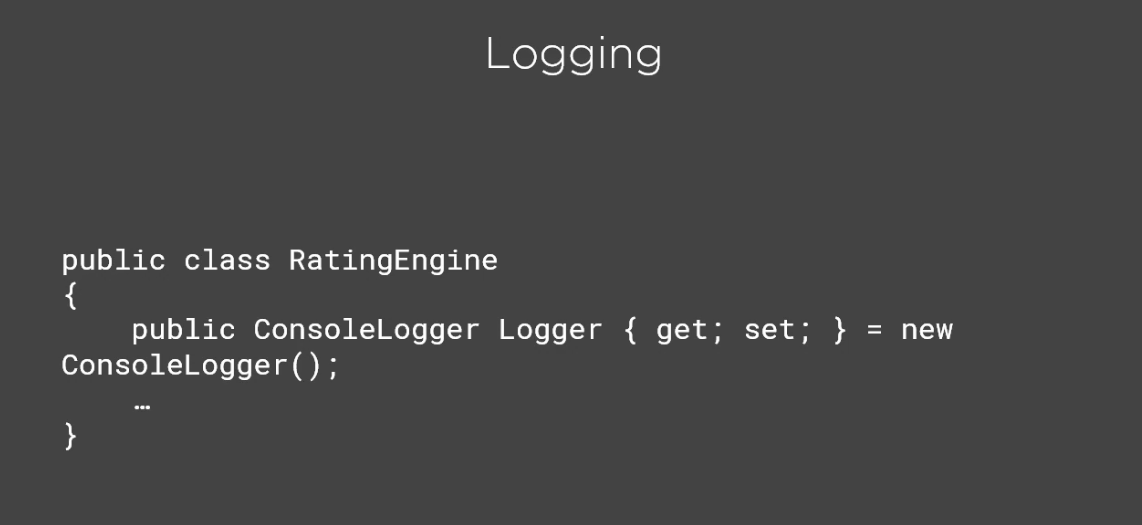 Logging
public class RatingEngine
{
    public ConsoleLogger Logger { get; set; } = new
ConsoleLogger();
    …
}